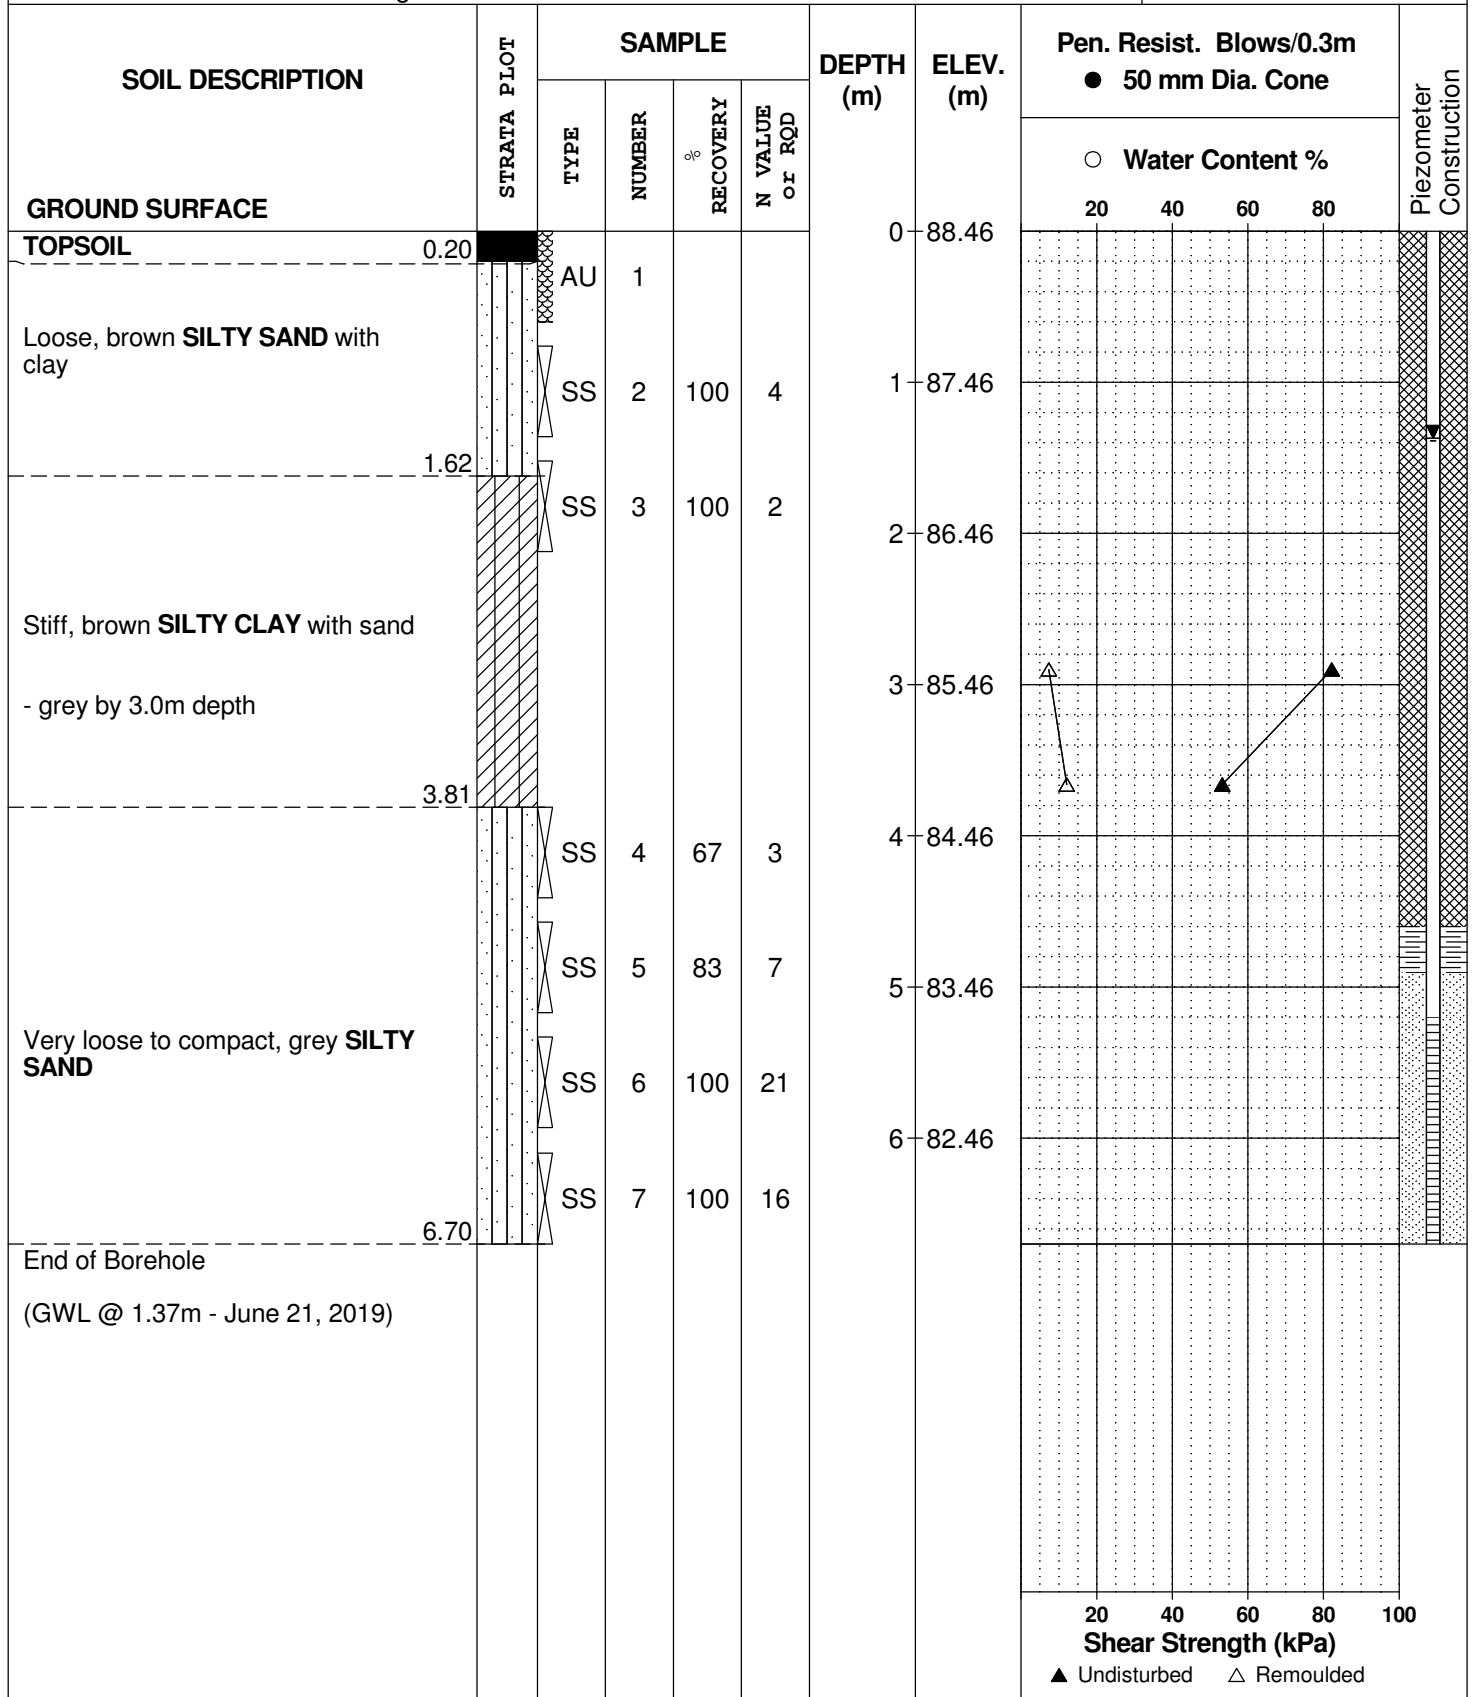 SOIL DESCRIPTION
GROUND SURFACE
STRATA PLOT
SAMPLE
TYPE
NUMBER
%
RECOVERY
N VALUE
or RQD
DEPTH
(m)
ELEV.
(m)
Pen. Resist. Blows/0.3m
● 50 mm Dia. Cone
○ Water Content %
20 40 60 80
Piezometer
Construction
TOPSOIL 0.20
0 88.46
AU 1
Loose, brown SILTY SAND with
clay
1 87.46
SS 2 100 4
1.62
SS 3 100 2
2 86.46
Stiff, brown SILTY CLAY with sand
3 85.46
- grey by 3.0m depth
3.81
4 84.46
SS 4 67 3
SS 5 83 7
5 83.46
Very loose to compact, grey SILTY
SAND
SS 6 100 21
6 82.46
SS 7 100 16
6.70
End of Borehole
(GWL @ 1.37m - June 21, 2019)
20 40 60 80 100
Shear Strength (kPa)
▲ Undisturbed △ Remoulded